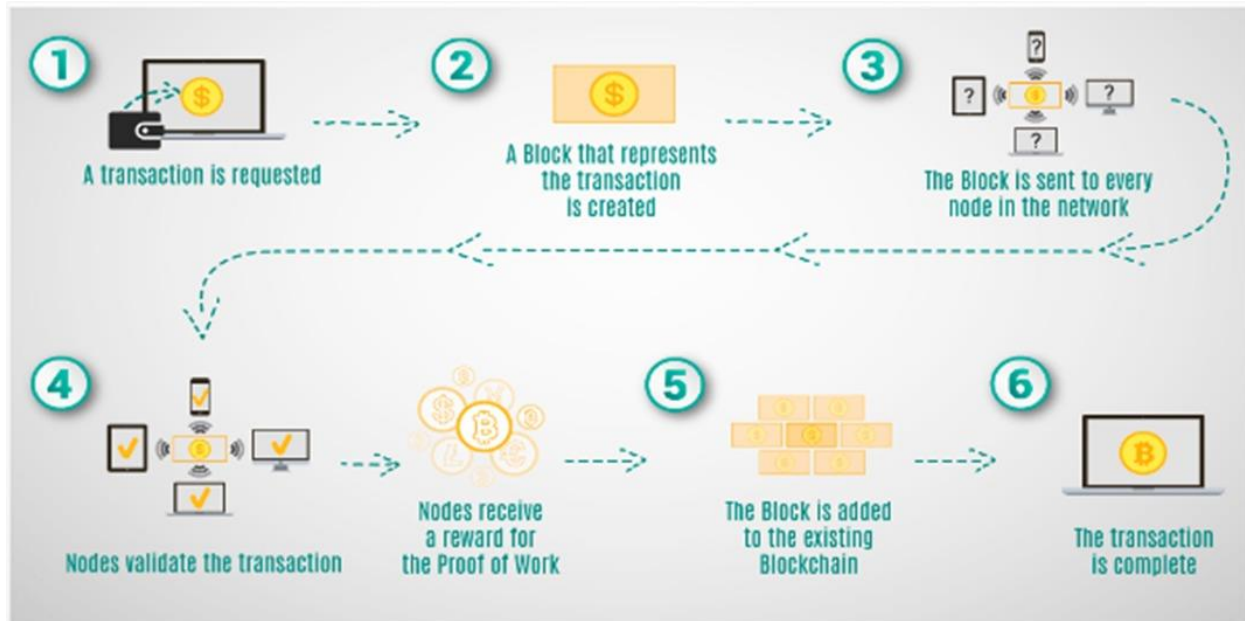 1
A transaction is requested
2
A Block that represents
the transaction
is created
3
The Block is sent to every
node in the network
4
Nodes validate the transaction
Nodes receive
a reward for
the Proof of Work
5
The Block is added
to the existing
Blockchain
6
The transaction
is complete